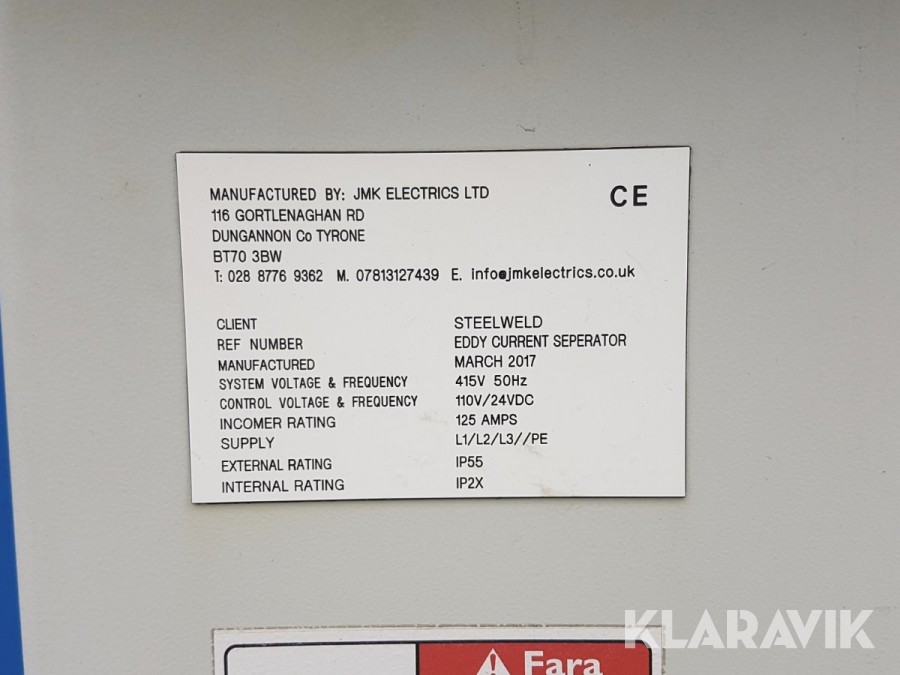 MANUFACTURED BY: JMK ELECTRICS LTD CE
116 GORTLENAGHAN RD
DUNGANNON Co TYRONE
BT70 3BW
T: 028 8776 9362 M. 07813127439 E. info@jmkelectrics.co.uk
CLIENT STEELWELD
REF NUMBER EDDY CURRENT SEPERATOR
MANUFACTURED MARCH 2017
SYSTEM VOLTAGE & FREQUENCY 415V 50Hz
CONTROL VOLTAGE & FREQUENCY 110V/24VDC
INCOMER RATING 125 AMPS
SUPPLY L1/L2/L3//PE
EXTERNAL RATING IP55
INTERNAL RATING IP2X
KLARAVIK
Fara